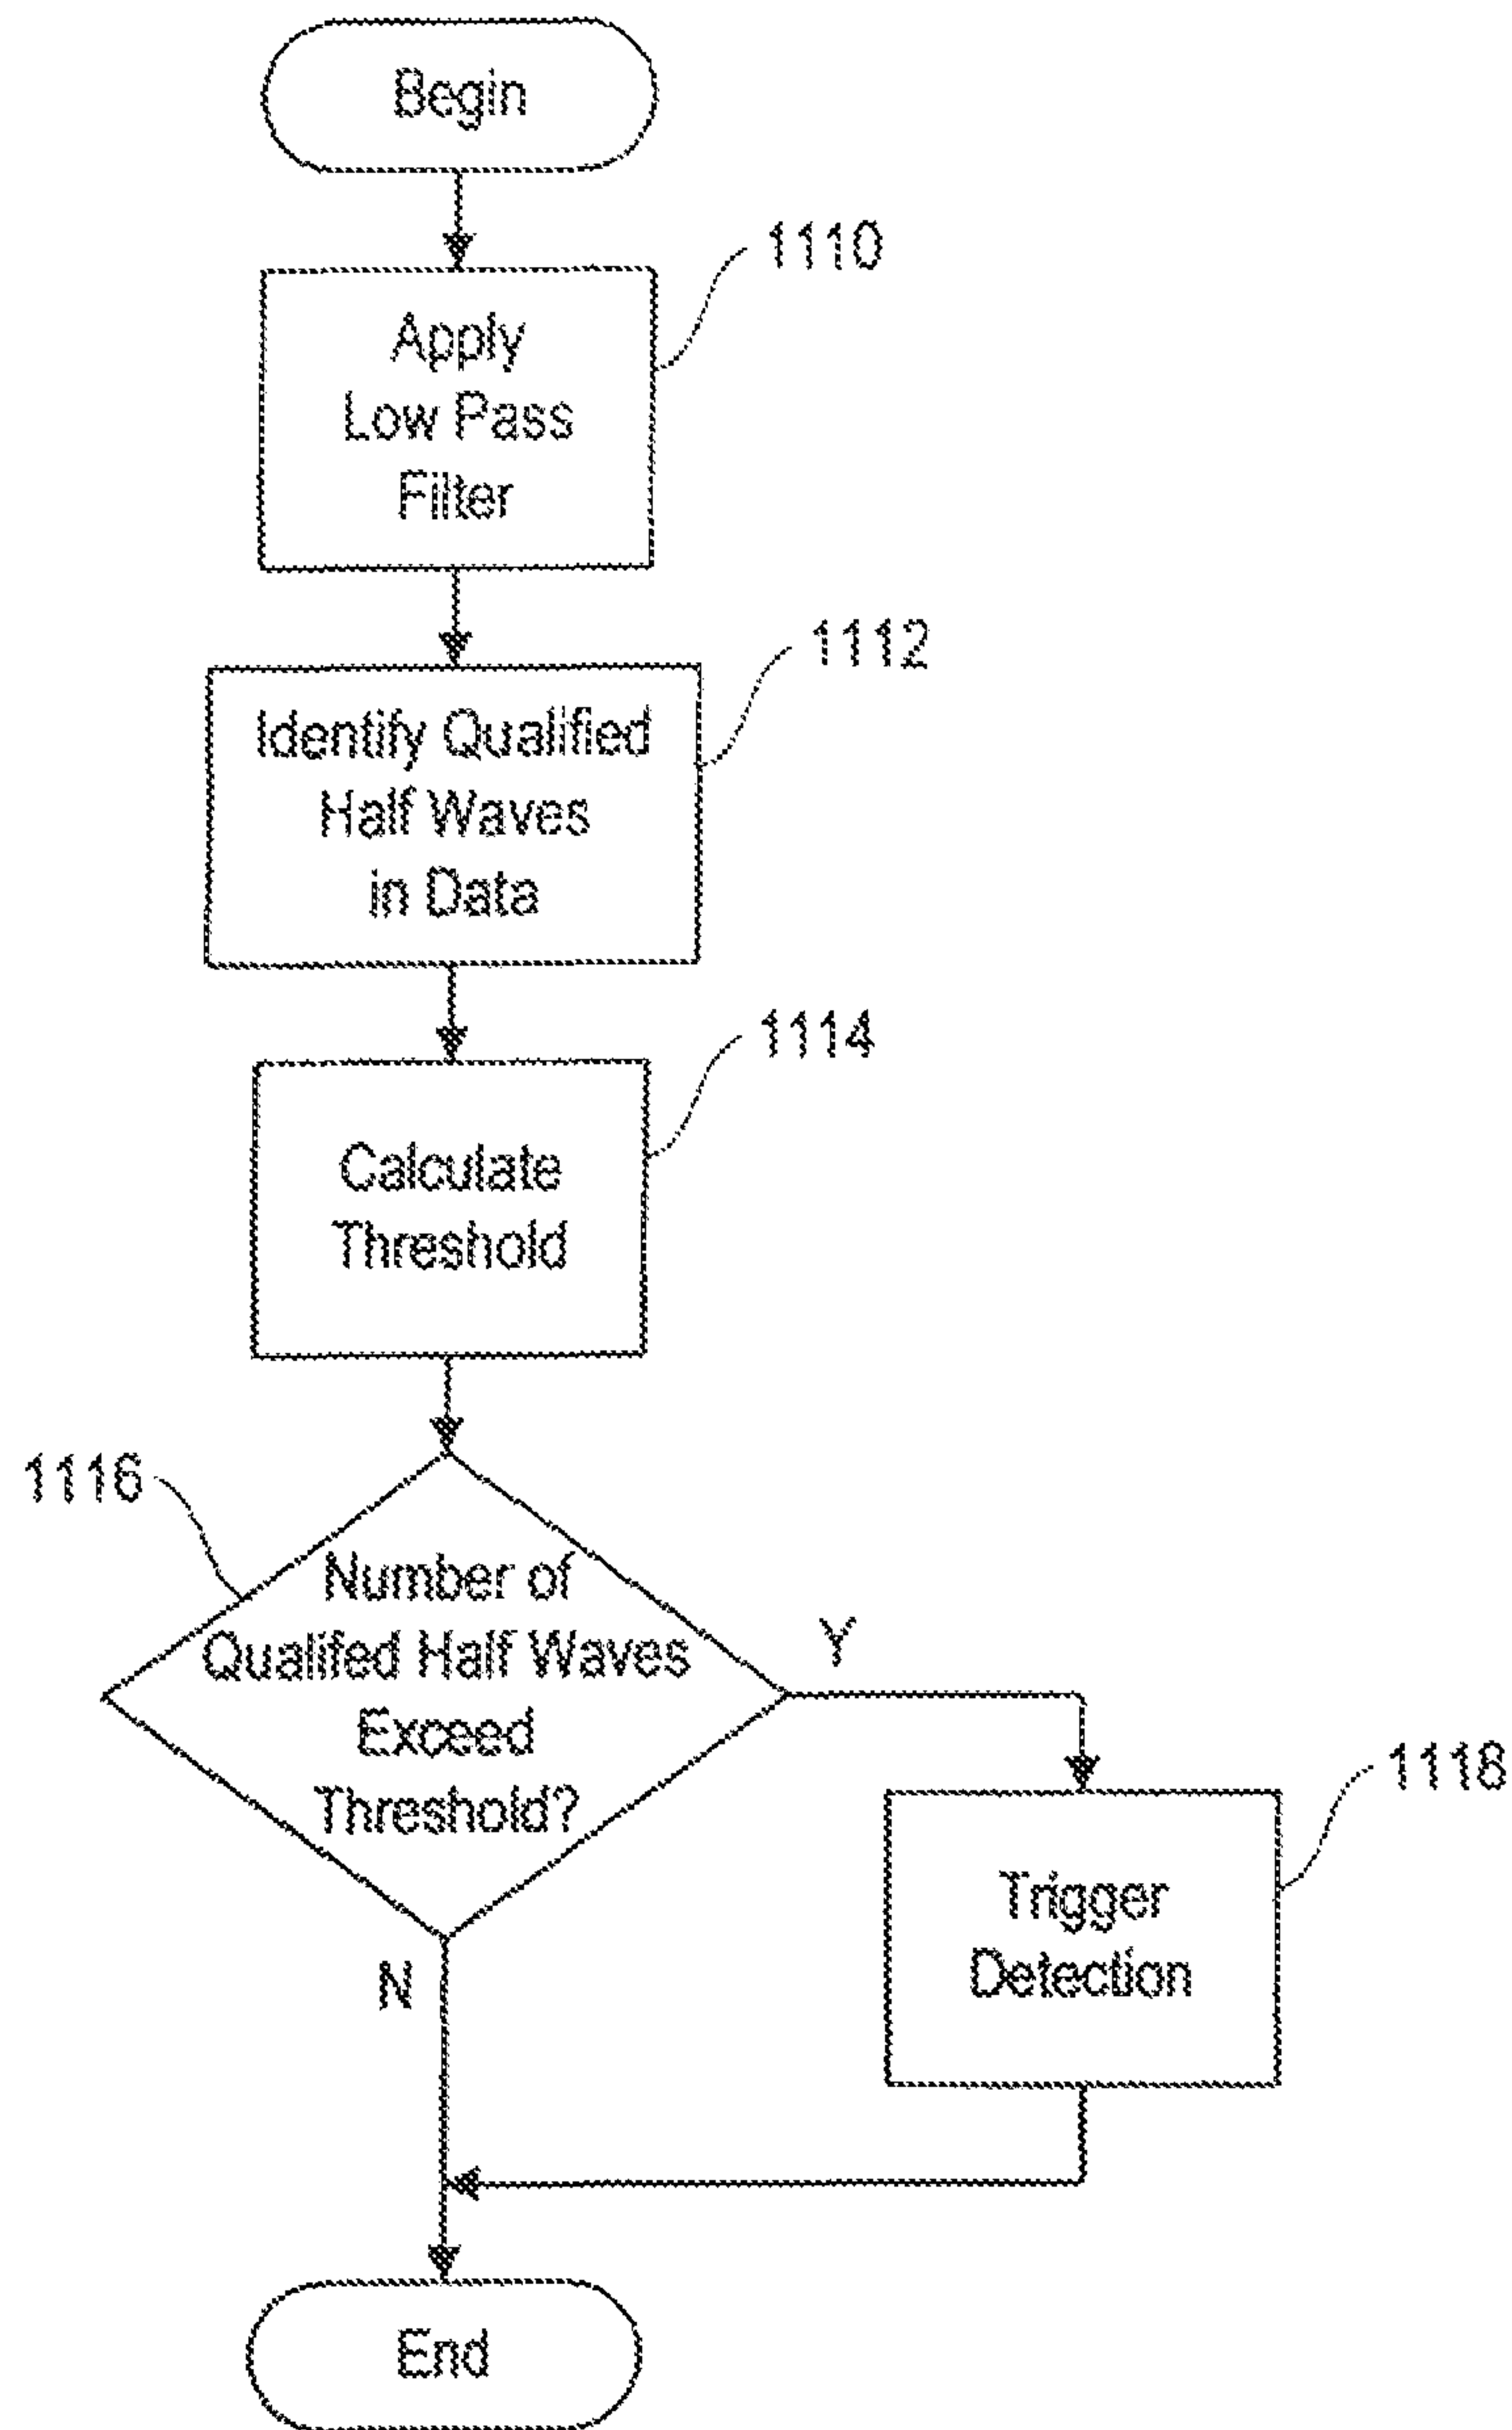 Begin
1110
Apply
Low Pass
Filter
1112
Identify Qualified
Half Waves
in Data
1114
Calculate
Threshold
1116
Number of
Qualifed Half Waves
Exceed
Threshold?
Y
1118
Trigger
Detection
N
End